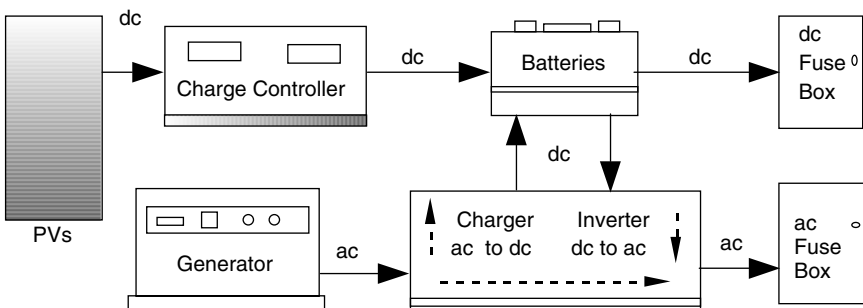 dc
Charge Controller
dc
Batteries
dc
dc
Fuse
Box
PVs
dc
Generator
ac
Charger
ac to dc
Inverter
dc to ac
ac
ac
Fuse
Box